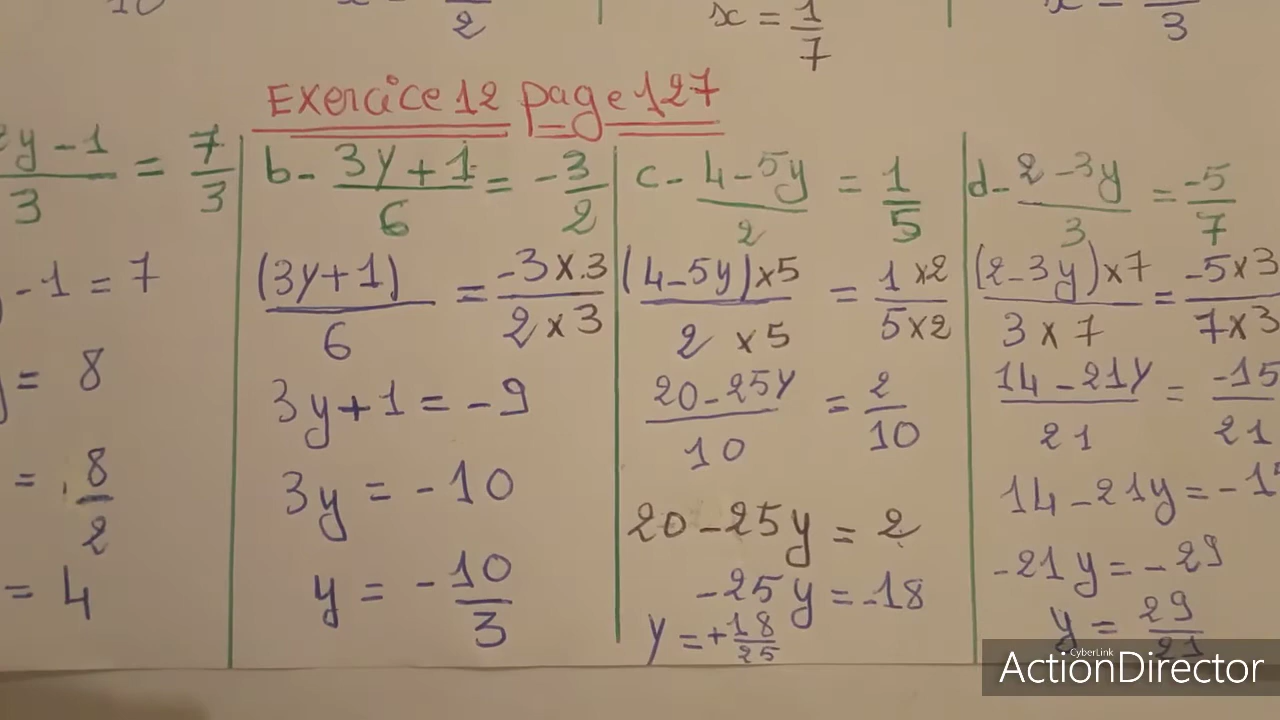 10
2
x = 1/7
3
Exercice 12 page 127
y - 1 / 3 = 7/3
- 1 = 7
= 8
= 8/2
= 4
b- 3y + 1 / 6 = - 3/2
(3y + 1) / 6 = -3 x 3 / 2 x 3
3y + 1 = - 9
3y = - 10
y = - 10/3
c- 4 - 5y / 2 = 1/5
(4 - 5y) x 5 / 2 x 5 = 1 x 2 / 5 x 2
20 - 25y / 10 = 2/10
20 - 25y = 2
- 25y = -18
y = + 18/25
d- 2 - 3y / 3 = -5/7
(2 - 3y) x 7 / 3 x 7 = -5 x 3 / 7 x 3
14 - 21y / 21 = -15/21
14 - 21y = - 15
- 21y = - 29
y = 29/21
CyberLink
ActionDirector